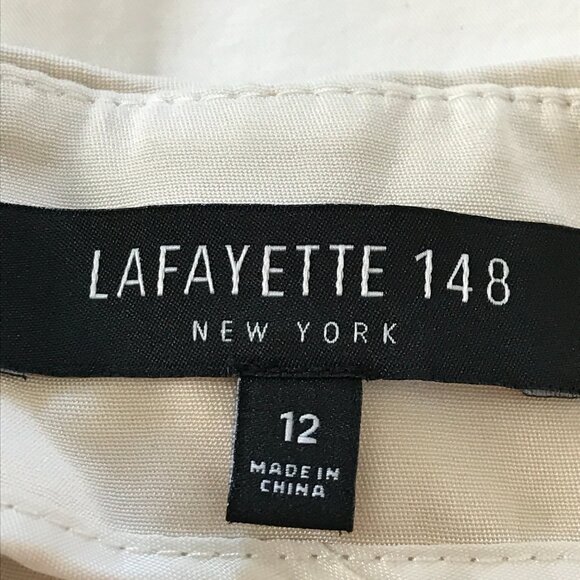 LAFAYETTE 148
NEW YORK
12
MADE IN
CHINA